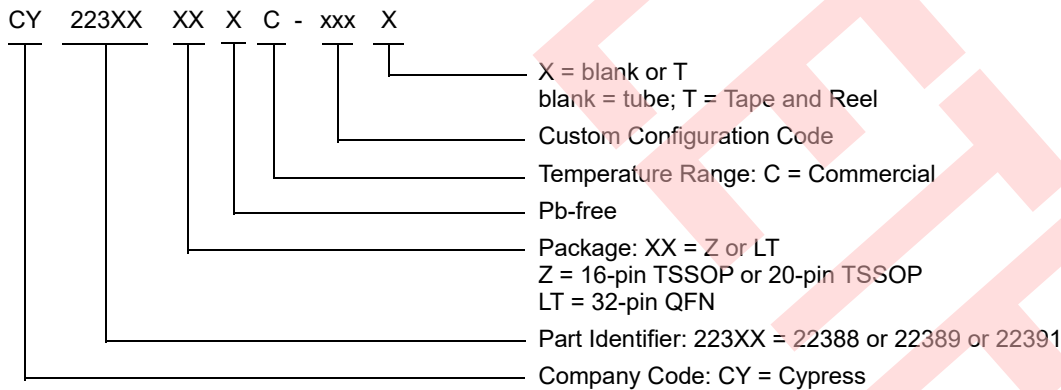 CY 223XX XX X C - xxx X
X = blank or T
blank = tube; T = Tape and Reel
Custom Configuration Code
Temperature Range: C = Commercial
Pb-free
Package: XX = Z or LT
Z = 16-pin TSSOP or 20-pin TSSOP
LT = 32-pin QFN
Part Identifier: 223XX = 22388 or 22389 or 22391
Company Code: CY = Cypress